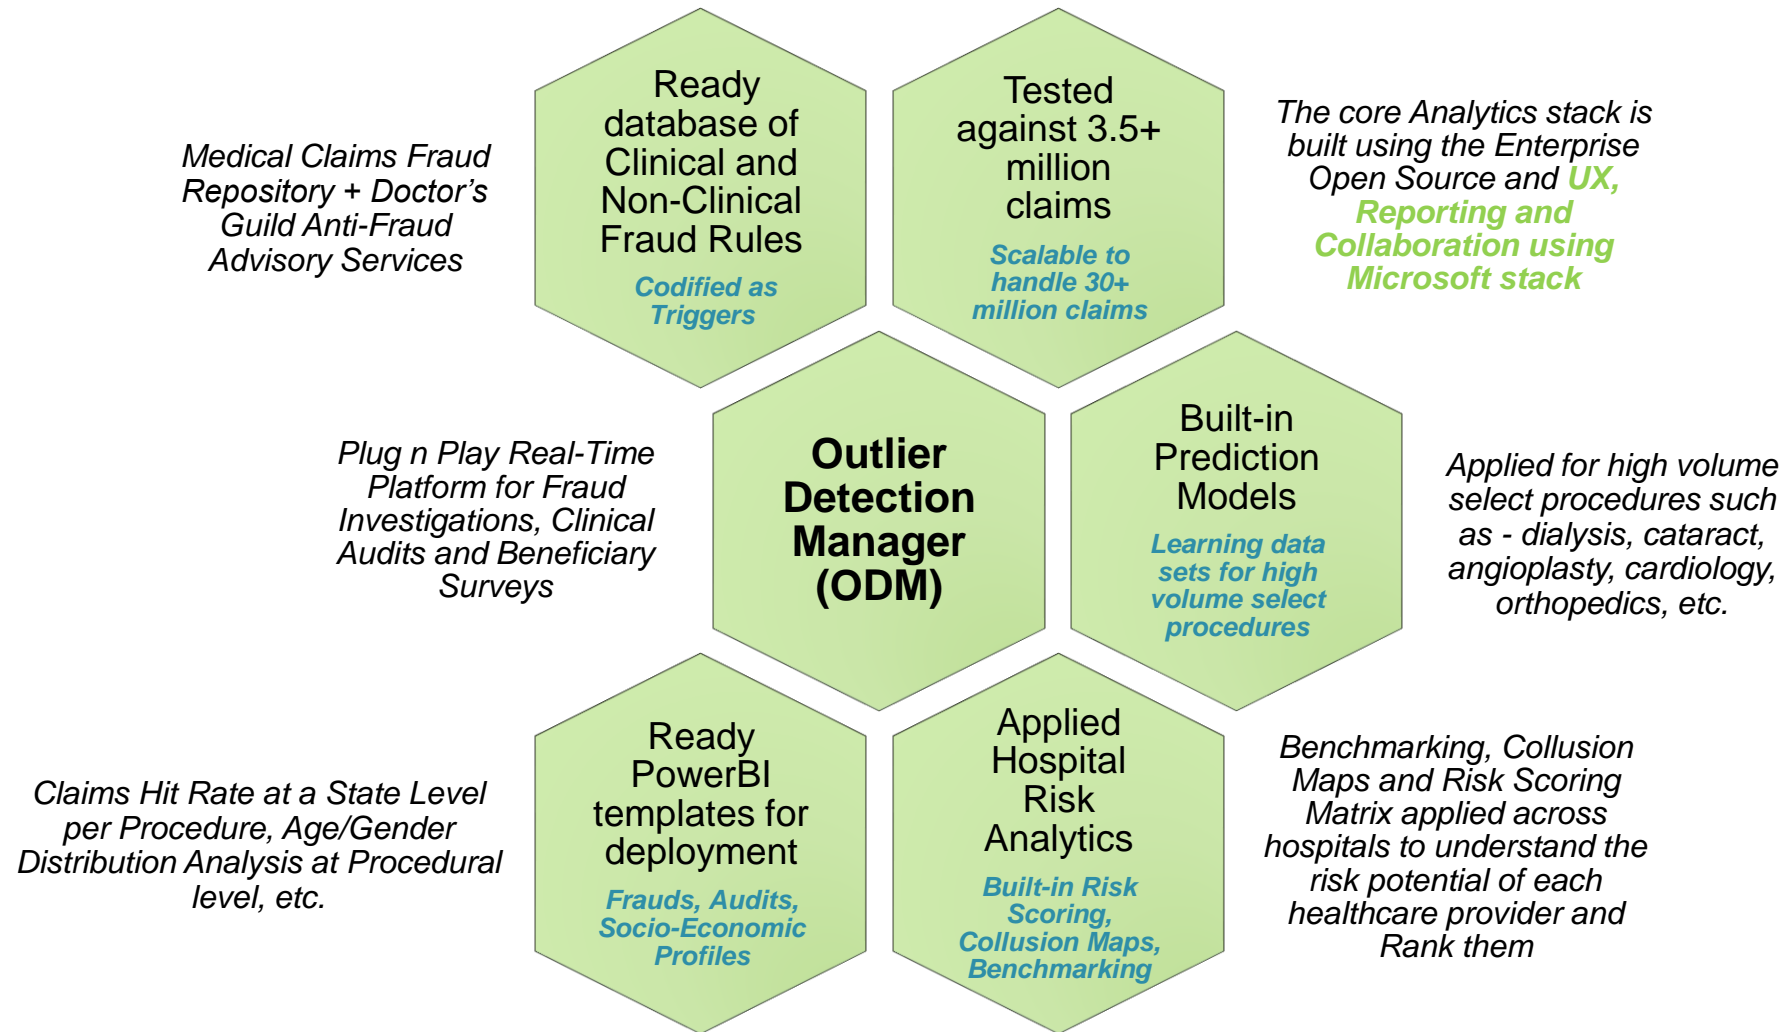 Medical Claims Fraud
Repository + Doctor’s
Guild Anti-Fraud
Advisory Services
Ready
database of
Clinical and
Non-Clinical
Fraud Rules
Codified as
Triggers
Tested
against 3.5+
million
claims
Scalable to
handle 30+
million claims
The core Analytics stack is
built using the Enterprise
Open Source and UX,
Reporting and
Collaboration using
Microsoft stack
Plug n Play Real-Time
Platform for Fraud
Investigations, Clinical
Audits and Beneficiary
Surveys
Outlier
Detection
Manager
(ODM)
Built-in
Prediction
Models
Learning data
sets for high
volume select
procedures
Applied for high volume
select procedures such
as - dialysis, cataract,
angioplasty, cardiology,
orthopedics, etc.
Claims Hit Rate at a State Level
per Procedure, Age/Gender
Distribution Analysis at Procedural
level, etc.
Ready
PowerBI
templates for
deployment
Frauds, Audits,
Socio-Economic
Profiles
Applied
Hospital
Risk
Analytics
Built-in Risk
Scoring,
Collusion Maps,
Benchmarking
Benchmarking, Collusion
Maps and Risk Scoring
Matrix applied across
hospitals to understand the
risk potential of each
healthcare provider and
Rank them